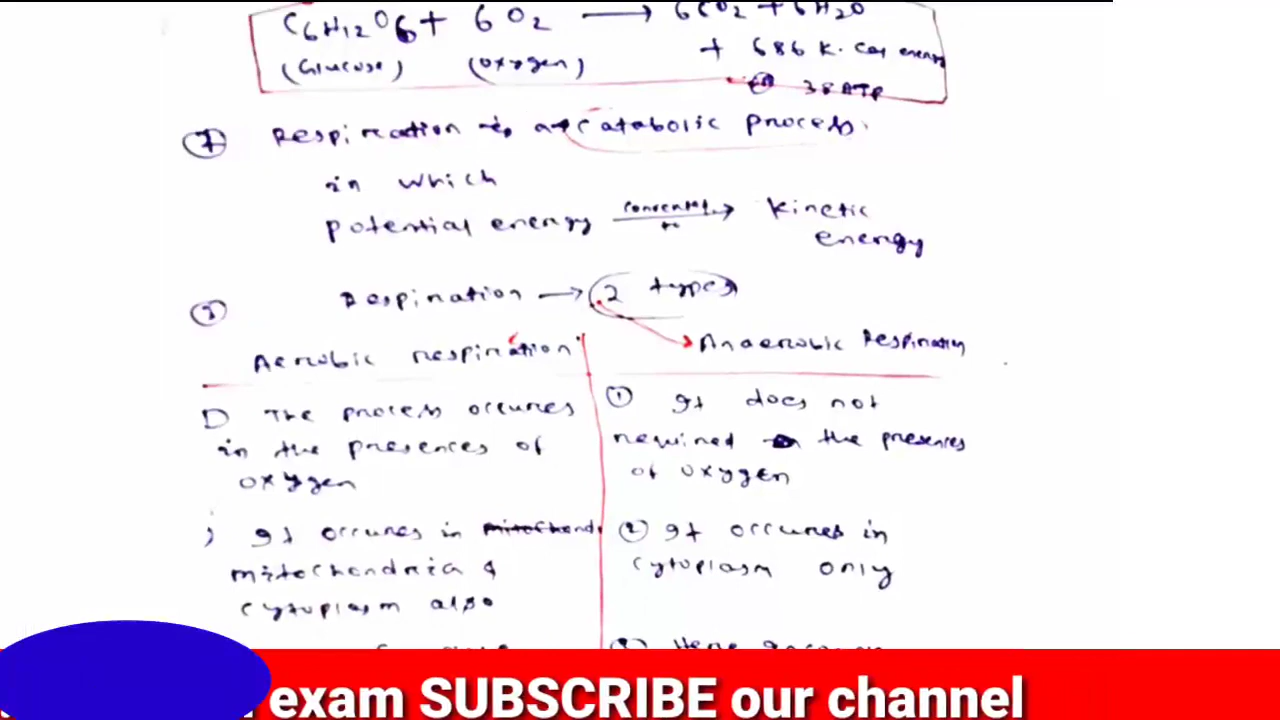 C6H12O6 + 6O2 → 6CO2 + 6H2O
(Glucose) (oxygen) + 686 K. Cal energy
38 ATP
7 Respiration is a catabolic process.
in which
potential energy converted to → kinetic energy
8 Respiration → 2 types
Aerobic respiration
1) The process occures
in the presences of
oxygen
It occures in
mitochondria &
cytoplasm also
Anaerobic Respiration
1 It does not
required the presences
of oxygen
2 It occures in
cytoplasm only
exam SUBSCRIBE our channel